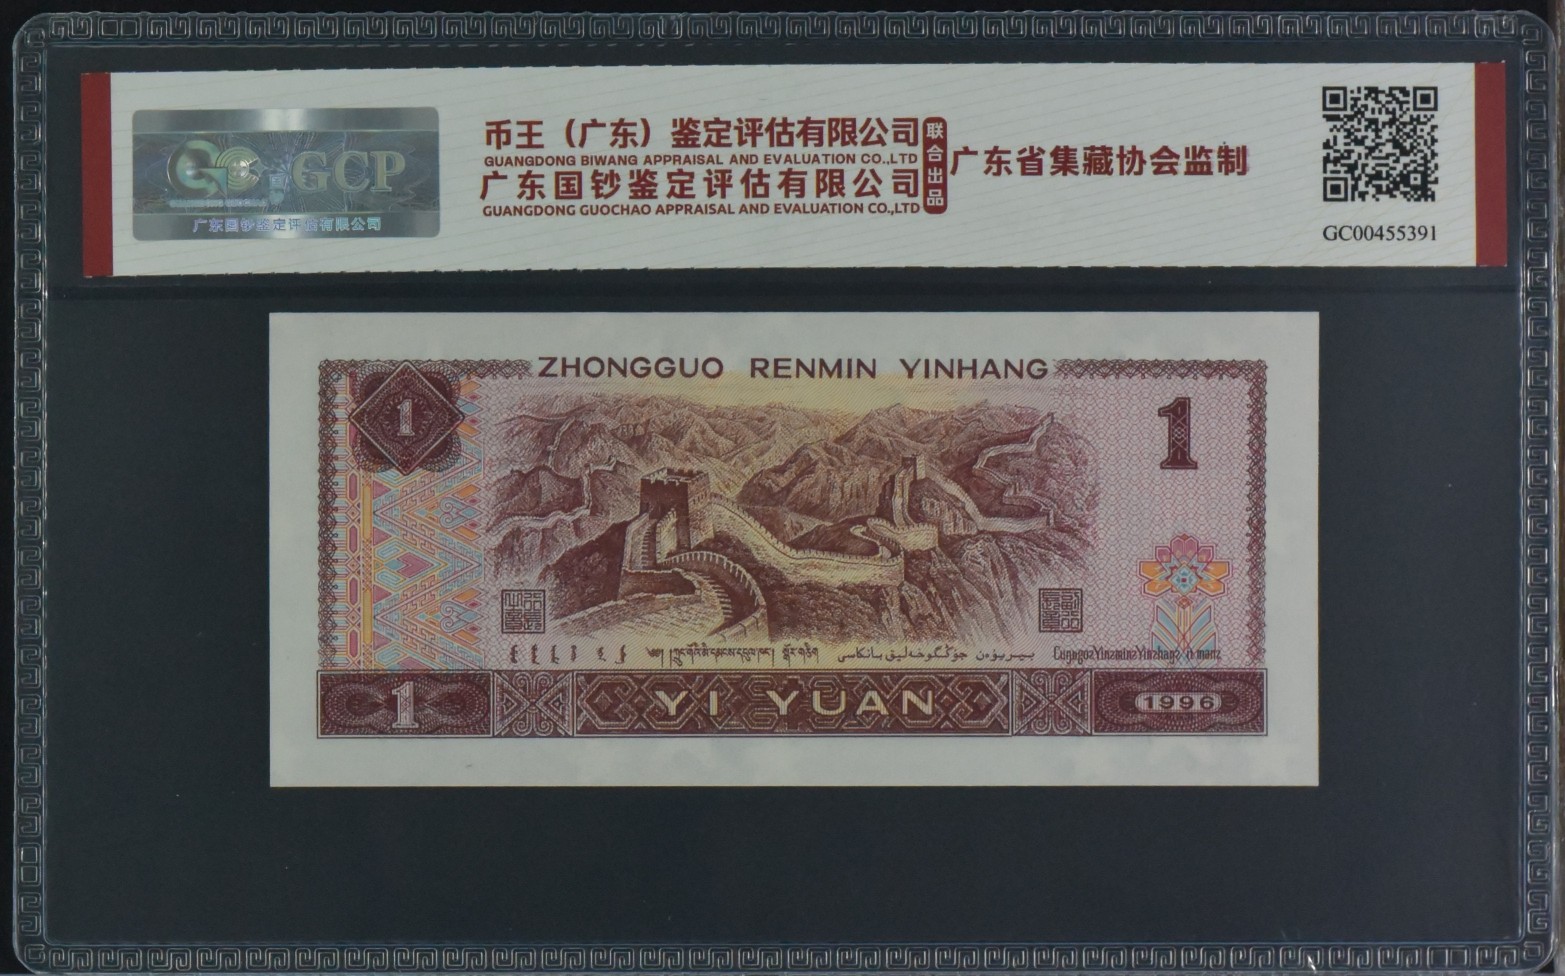 GCP
广东国钞鉴定评估有限公司
币王（广东）鉴定评估有限公司
GUANGDONG BIWANG APPRAISAL AND EVALUATION CO.,LTD
广东国钞鉴定评估有限公司
GUANGDONG GUOCHAO APPRAISAL AND EVALUATION CO.,LTD
联合出品
广东省集藏协会监制
GC00455391
ZHONGGUO RENMIN YINHANG
1
1
CungngozYinzminzYinzhangz It maenz
1
YI YUAN
1996